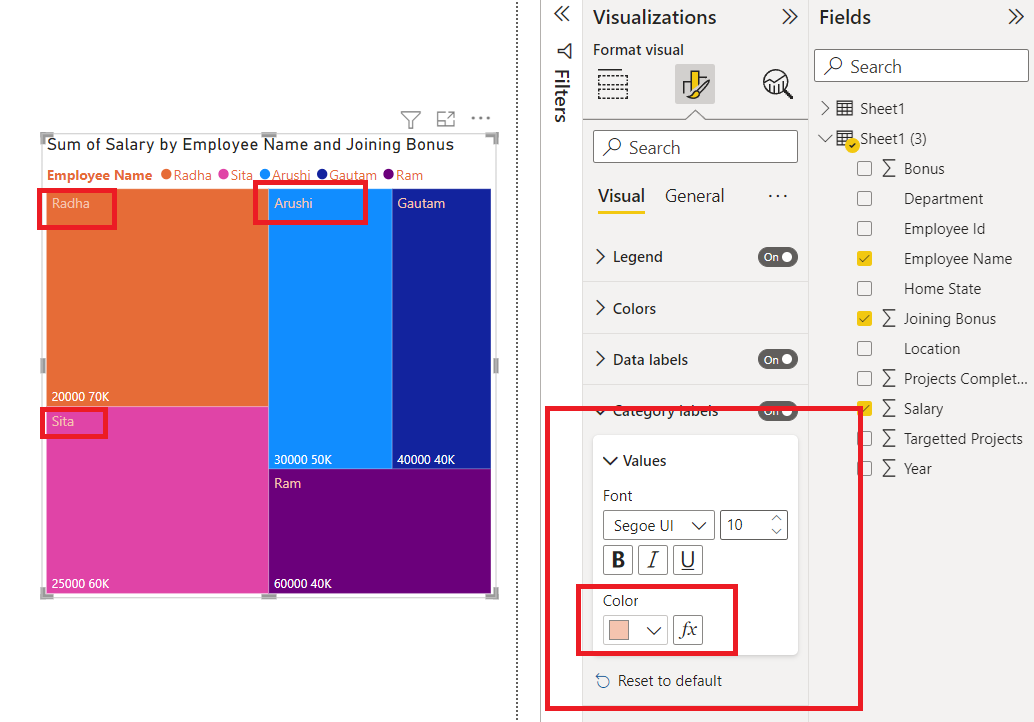 Sum of Salary by Employee Name and Joining Bonus
Employee Name Radha Sita Arushi Gautam Ram
Radha
20000 70K
Sita
25000 60K
Arushi
30000 50K
Gautam
40000 40K
Ram
60000 40K
Filters
Visualizations
Format visual
Search
Visual General ...
Legend On
Colors
Data labels On
Category labels On
Values
Font
Segoe UI 10
B I U
Color
fx
Reset to default
Fields
Search
Sheet1
Sheet1 (3)
Σ Bonus
Department
Employee Id
Employee Name
Home State
Σ Joining Bonus
Location
Σ Projects Complet...
Σ Salary
Σ Targetted Projects
Σ Year